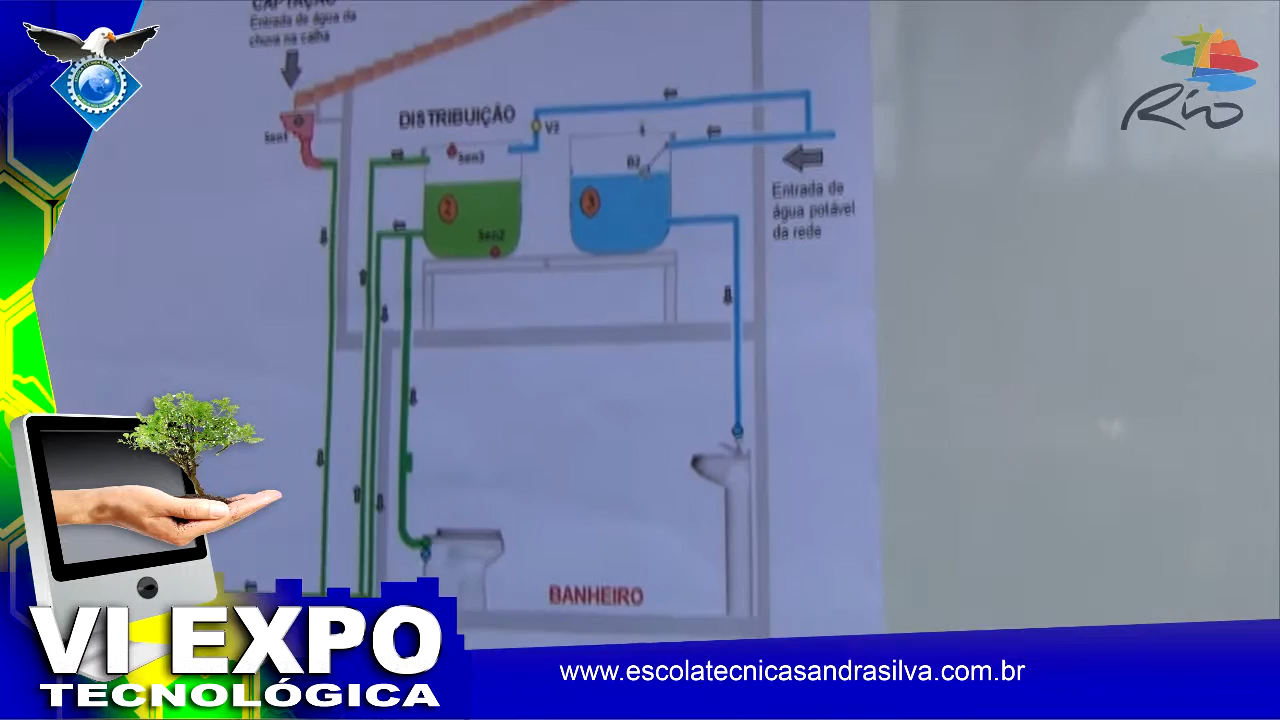 CAPTAÇÃO
Entrada de água da
chuva na calha
Rio
DISTRIBUIÇÃO
V2
Sen1
Sen3
B2
2
3
Sen2
Entrada de
água potável
da rede
BANHEIRO
VI EXPO
TECNOLÓGICA
www.escolatecnicasandrasilva.com.br